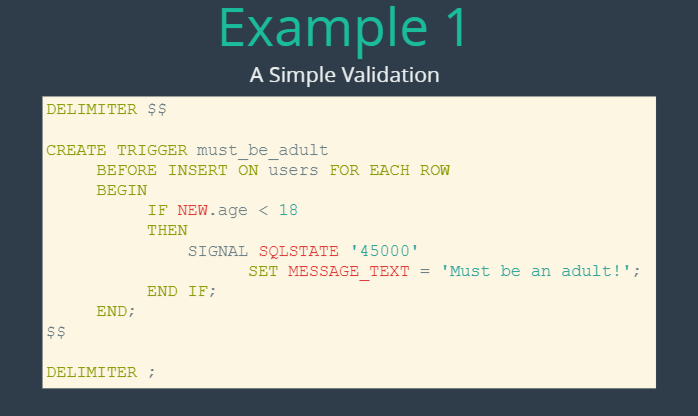 Example 1
A Simple Validation
DELIMITER $$
CREATE TRIGGER must_be_adult
BEFORE INSERT ON users FOR EACH ROW
BEGIN
IF NEW.age < 18
THEN
SIGNAL SQLSTATE '45000'
SET MESSAGE_TEXT = 'Must be an adult!';
END IF;
END;
$$
DELIMITER ;